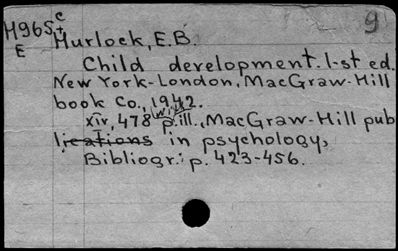 H965 c+ 9
E Hurlock, E.B.
Child development. 1-st ed.
New York-London, MacGraw-Hill
book Co., 1942.
XIV, 478 p. ill., MacGraw-Hill pub
lications in psychology,
Bibliogr.: p. 423-456.